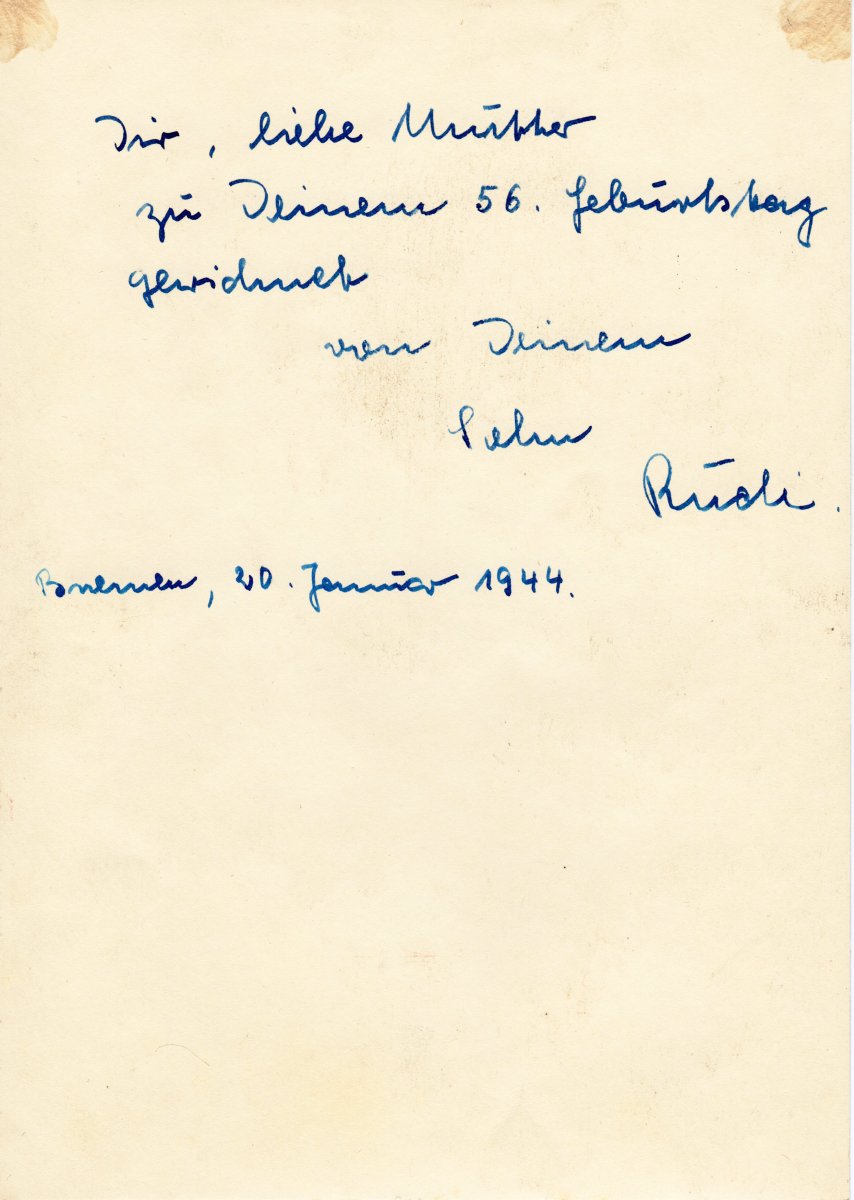 Dir, liebe Mutter
zu Deinem 56. Geburtstag
gewidmet
von Deinem
Sohn
Rudi.
Bremen, 20. Januar 1944.